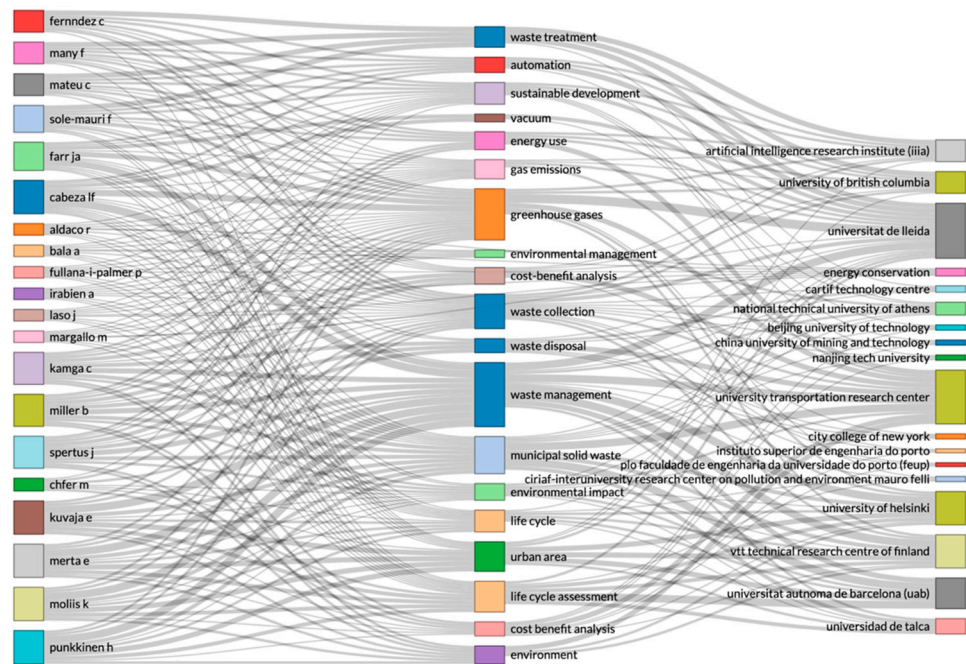 fernndez c
many f
mateu c
sole-mauri f
farr ja
cabeza lf
aldaco r
bala a
fullana-i-palmer p
irabien a
laso j
margallo m
kamga c
miller b
spertus j
chfer m
kuvaja e
merta e
moliis k
punkkinen h
waste treatment
automation
sustainable development
vacuum
energy use
gas emissions
greenhouse gases
environmental management
cost-benefit analysis
waste collection
waste disposal
waste management
municipal solid waste
environmental impact
life cycle
urban area
life cycle assessment
cost benefit analysis
environment
artificial intelligence research institute (iiia)
university of british columbia
universitat de lleida
energy conservation
cartif technology centre
national technical university of athens
beijing university of technology
china university of mining and technology
nanjing tech university
university transportation research center
city college of new york
instituto superior de engenharia do porto
plo faculdade de engenharia da universidade do porto (feup)
ciriaf-interuniversity research center on pollution and environment mauro felli
university of helsinki
vtt technical research centre of finland
universitat autnoma de barcelona (uab)
universidad de talca